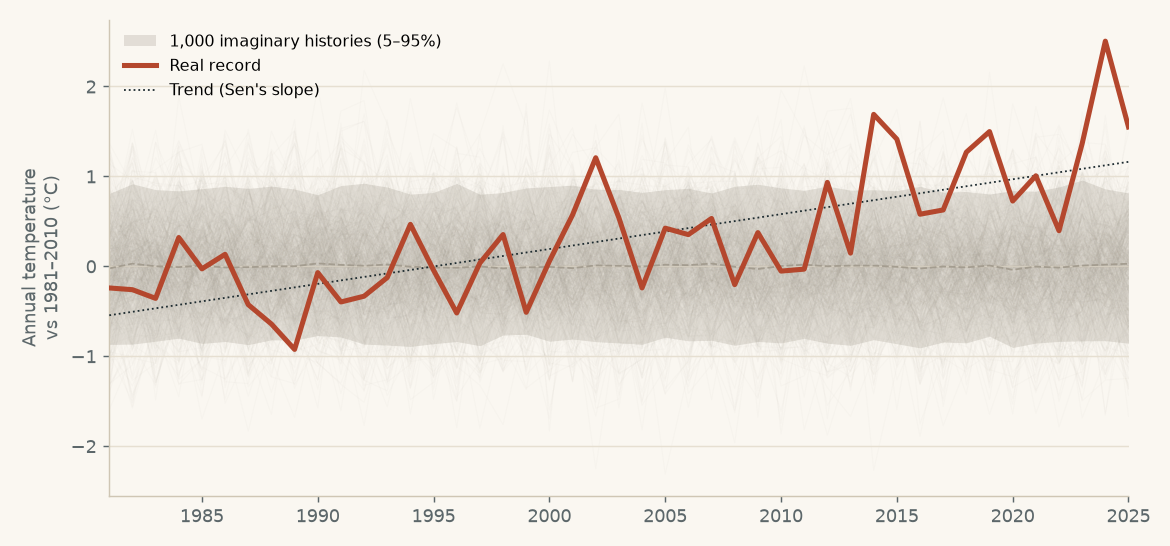 1,000 imaginary histories (5–95%)
Real record
Trend (Sen's slope)
Annual temperature
vs 1981–2010 (°C)
2
1
0
−1
−2
1985
1990
1995
2000
2005
2010
2015
2020
2025